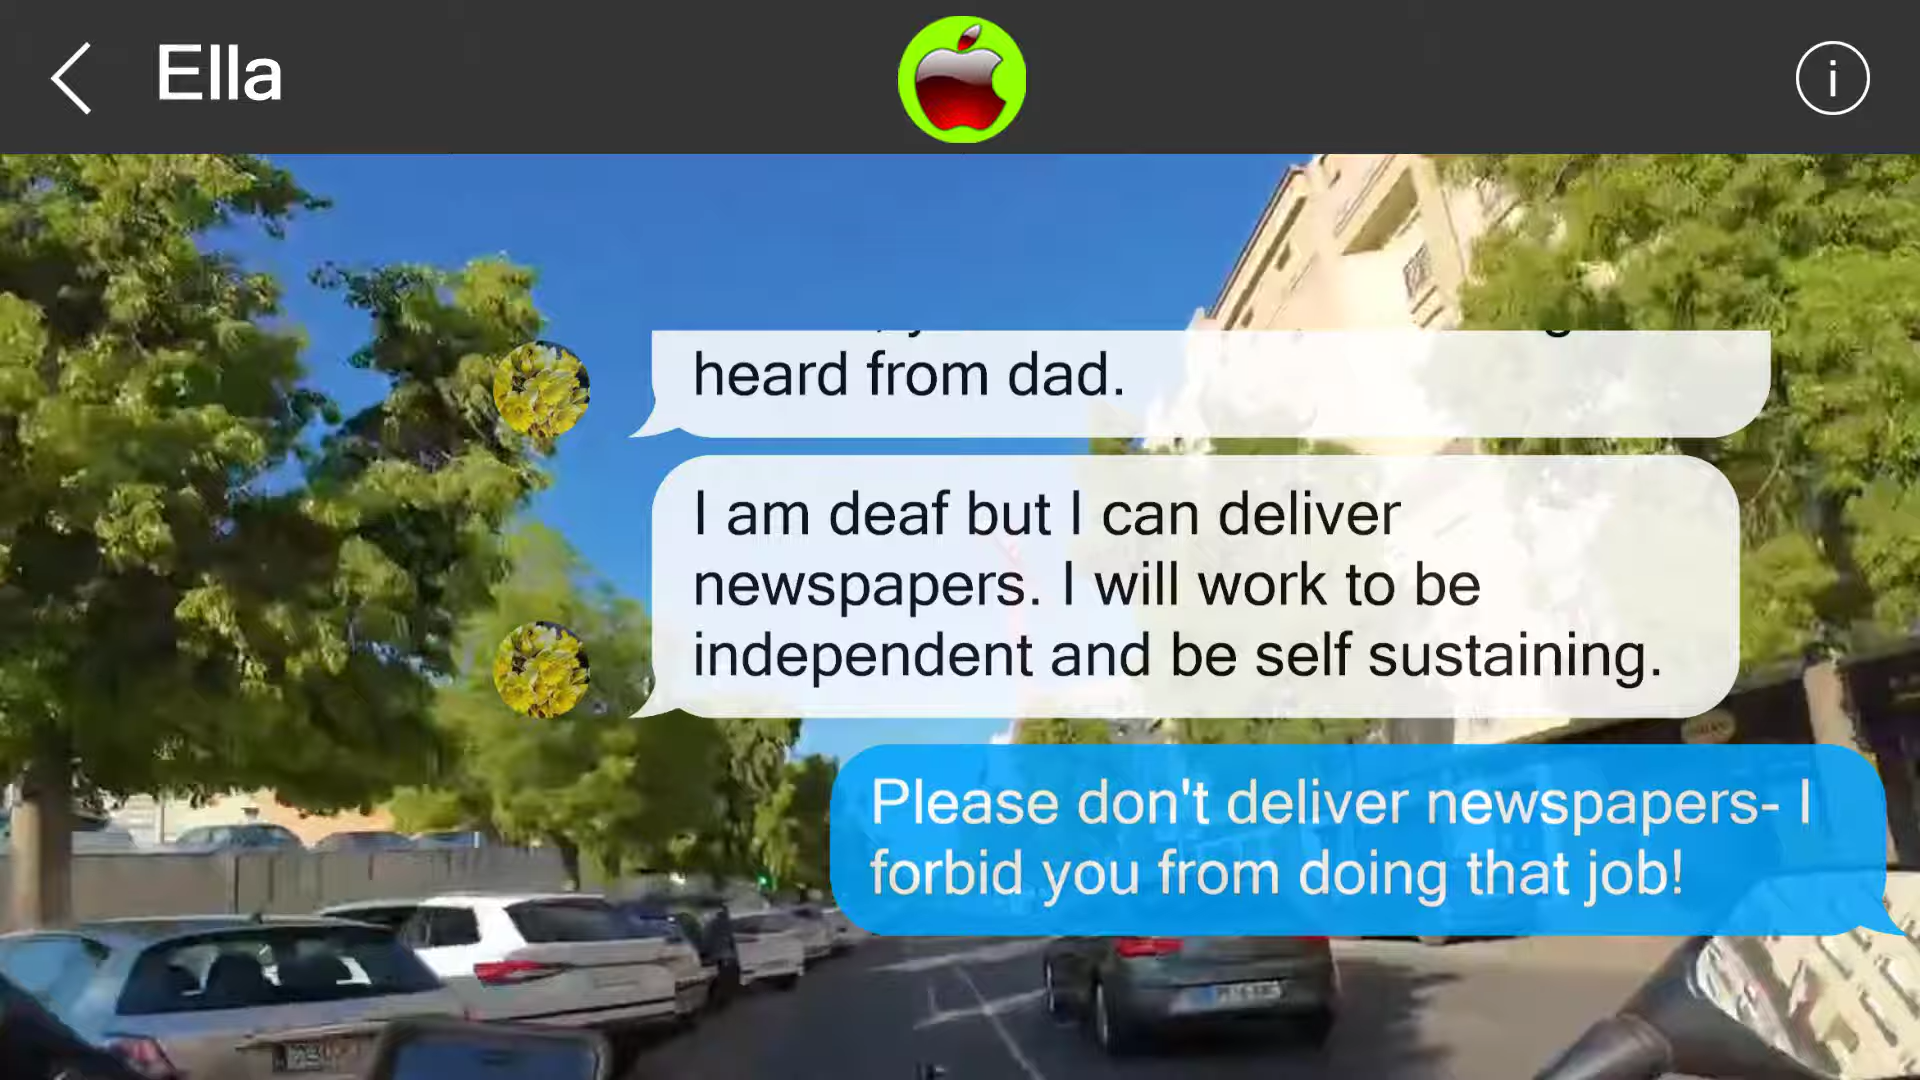 Ella
heard from dad.
I am deaf but I can deliver
newspapers. I will work to be
independent and be self sustaining.
Please don't deliver newspapers- I
forbid you from doing that job!